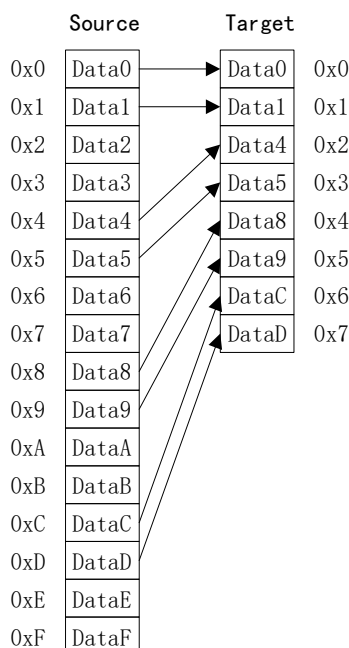 Source Target
0x0 Data0 Data0 0x0
0x1 Data1 Data1 0x1
0x2 Data2 Data4 0x2
0x3 Data3 Data5 0x3
0x4 Data4 Data8 0x4
0x5 Data5 Data9 0x5
0x6 Data6 DataC 0x6
0x7 Data7 DataD 0x7
0x8 Data8
0x9 Data9
0xA DataA
0xB DataB
0xC DataC
0xD DataD
0xE DataE
0xF DataF